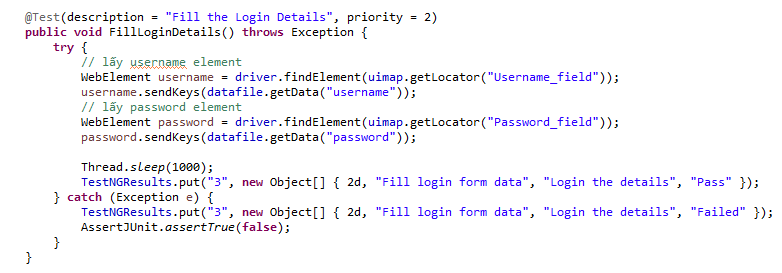 @Test(description = "Fill the Login Details", priority = 2)
public void FillLoginDetails() throws Exception {
try {
// lấy username element
WebElement username = driver.findElement(uimap.getLocator("Username_field"));
username.sendKeys(datafile.getData("username"));
// lấy password element
WebElement password = driver.findElement(uimap.getLocator("Password_field"));
password.sendKeys(datafile.getData("password"));
Thread.sleep(1000);
TestNGResults.put("3", new Object[] { 2d, "Fill login form data", "Login the details", "Pass" });
} catch (Exception e) {
TestNGResults.put("3", new Object[] { 2d, "Fill login form data", "Login the details", "Failed" });
AssertJUnit.assertTrue(false);
}
}